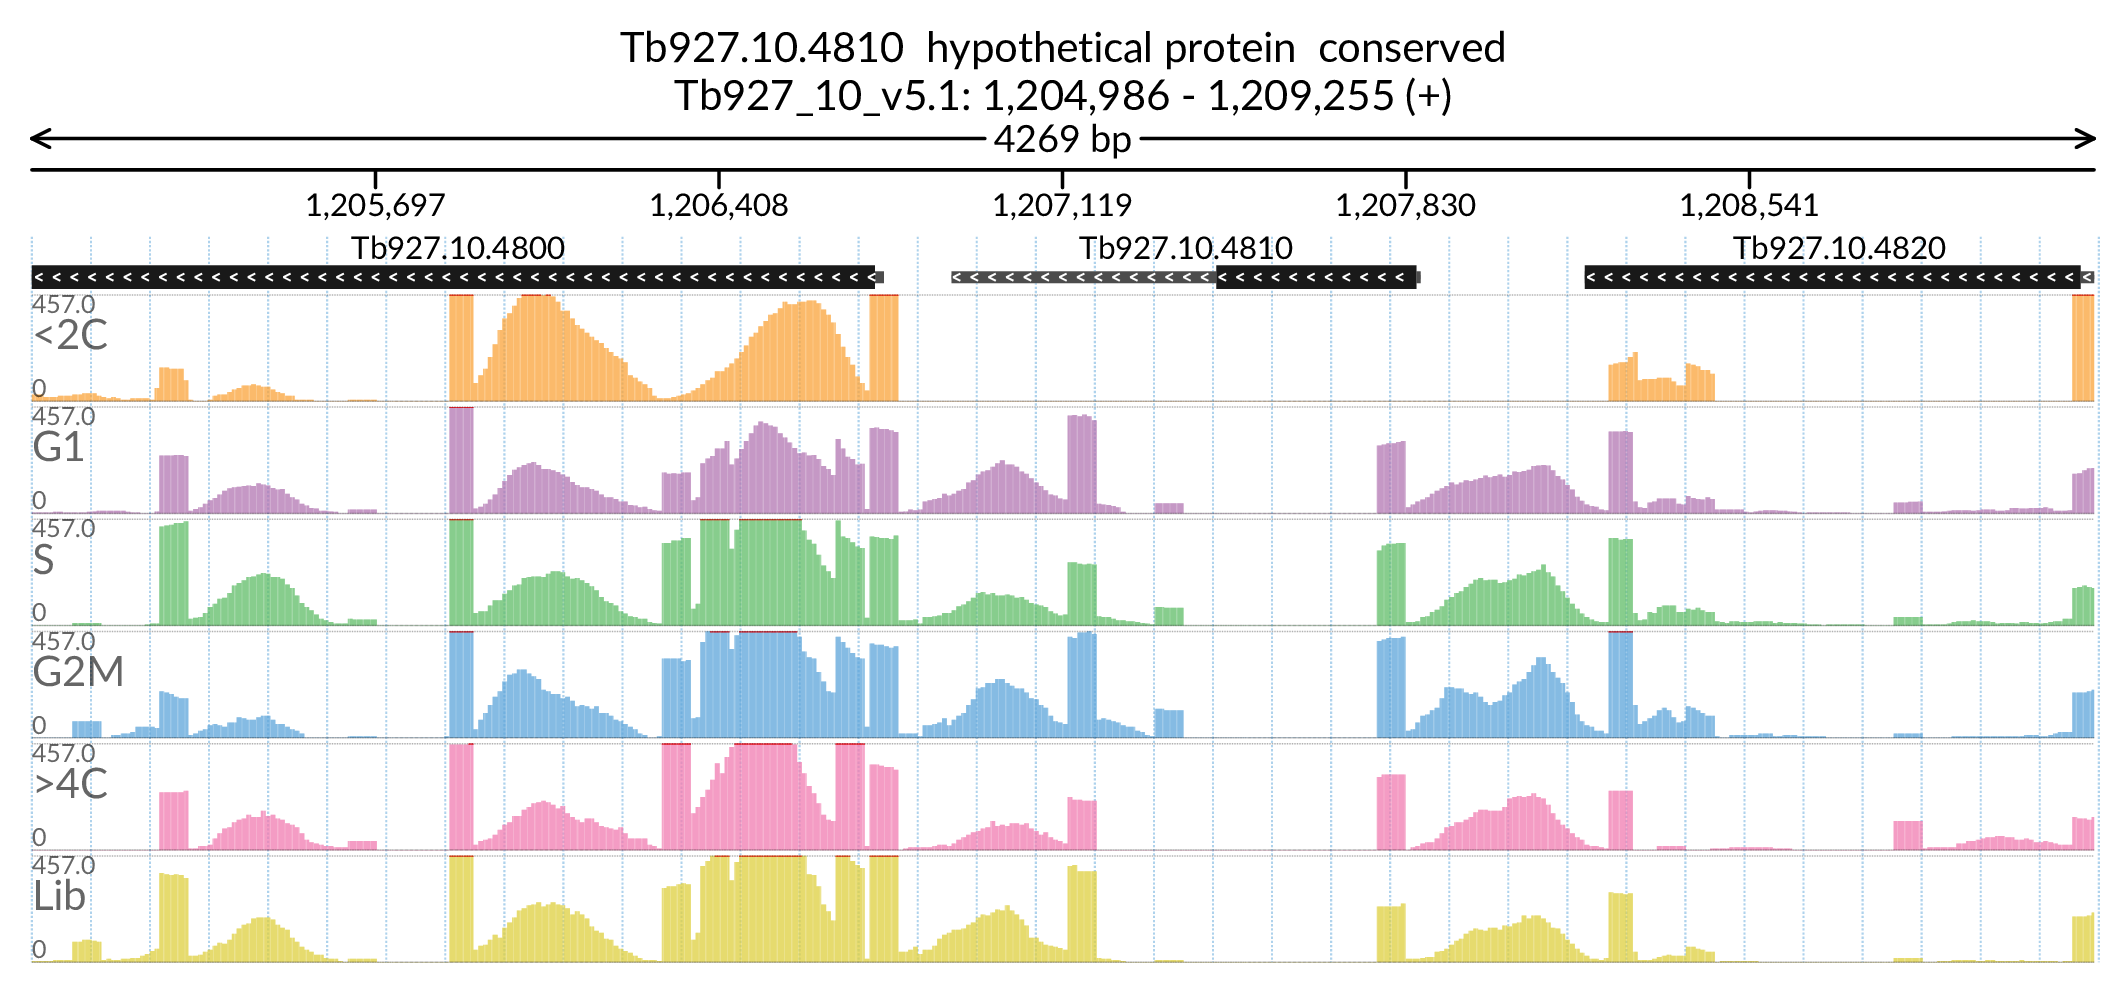 Tb927.10.4810 hypothetical protein conserved
Tb927_10_v5.1: 1,204,986 - 1,209,255 (+)
4269 bp
1,205,697 1,206,408 1,207,119 1,207,830 1,208,541
Tb927.10.4800 Tb927.10.4810 Tb927.10.4820
457.0
<2C
0
457.0
G1
0
457.0
S
0
457.0
G2M
0
457.0
>4C
0
457.0
Lib
0